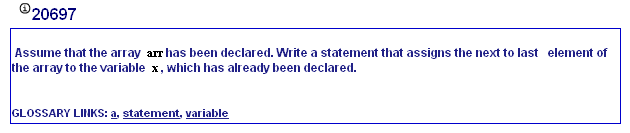 20697
Assume that the array arr has been declared. Write a statement that assigns the next to last element of
the array to the variable x, which has already been declared.
GLOSSARY LINKS: a, statement, variable